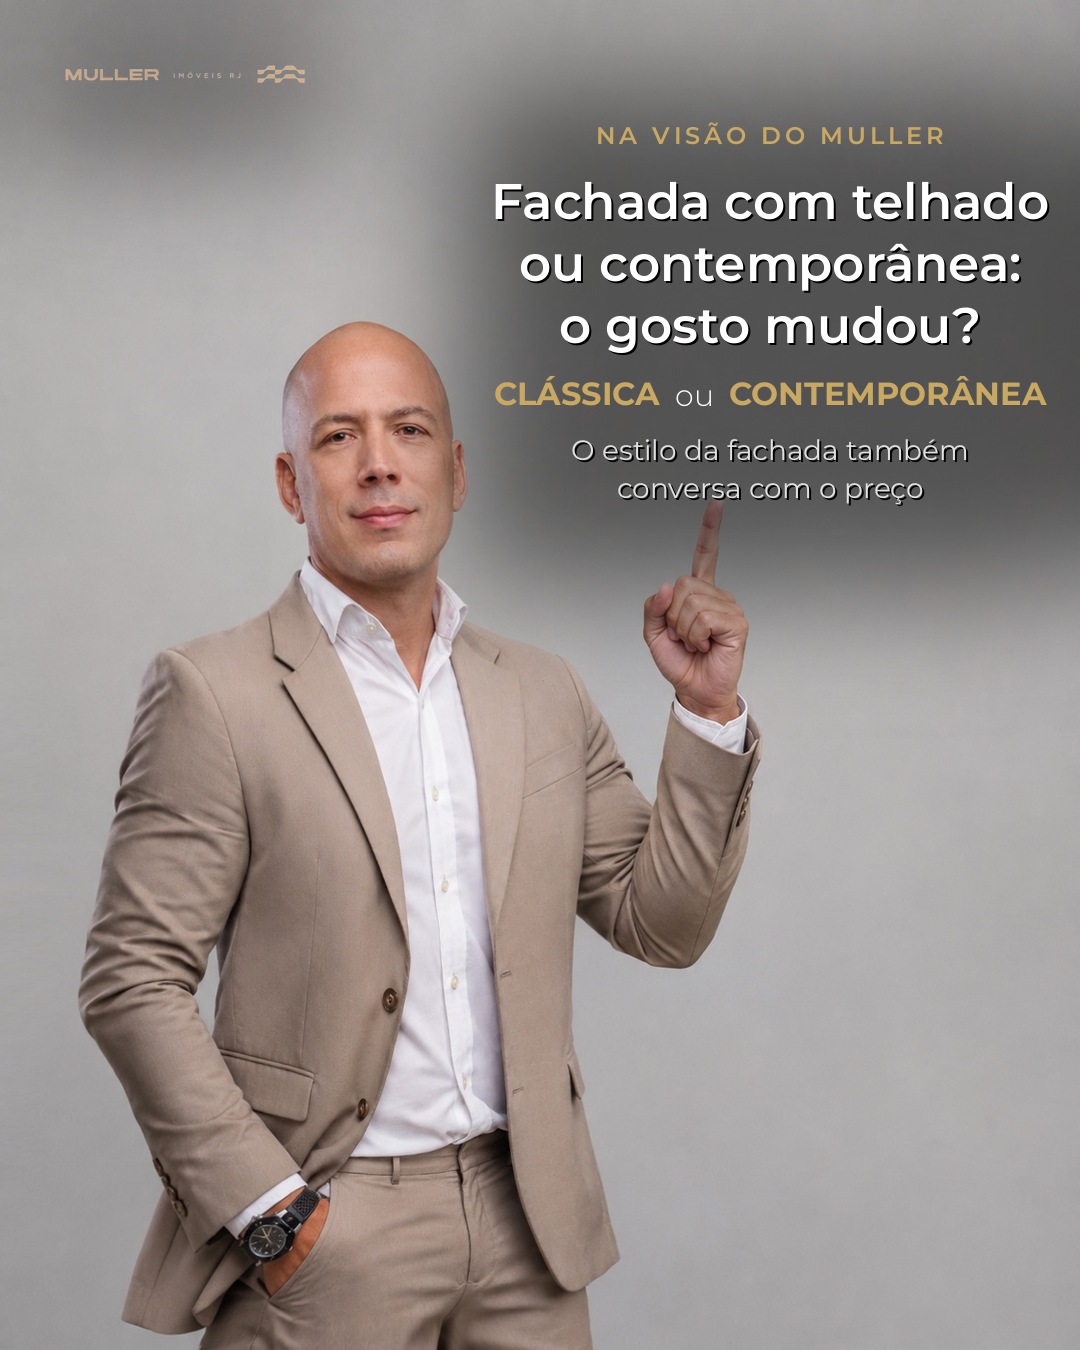 MULLER IMÓVEIS RJ
NA VISÃO DO MULLER
Fachada com telhado
ou contemporânea:
o gosto mudou?
CLÁSSICA ou CONTEMPORÂNEA
O estilo da fachada também
conversa com o preço